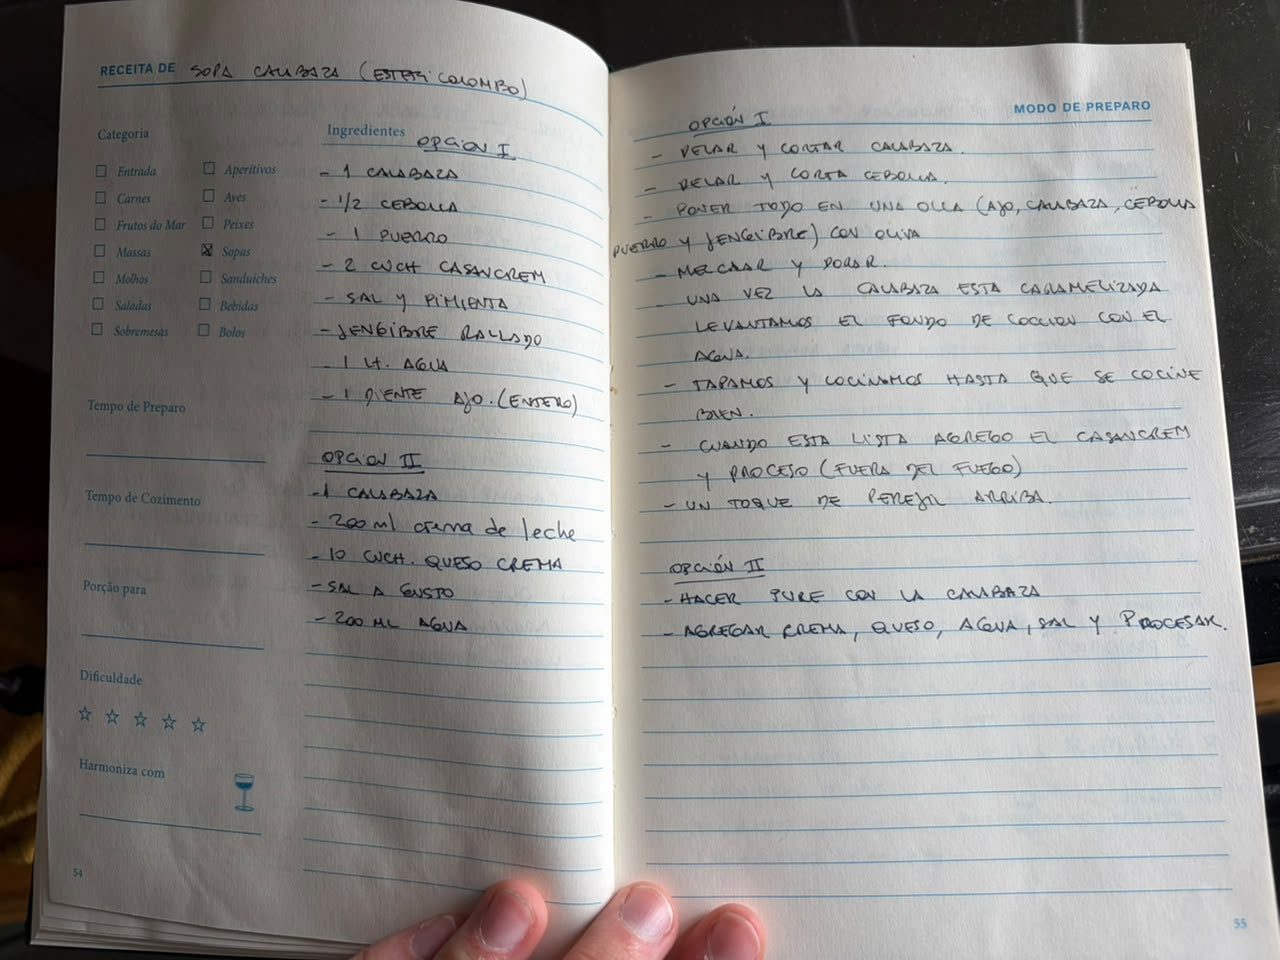 RECEITA DE SOPA CALABAZA (ESTEFI COLOMBO)
Categoria
Entrada
Aperitivos
Carnes
Aves
Frutos do Mar
Peixes
Massas
Sopas
Molhos
Sanduíches
Saladas
Bebidas
Sobremesas
Bolos
Tempo de Preparo
Tempo de Cozimento
Porção para
Dificuldade
Harmoniza com
54
Ingredientes
OPCIÓN I
- 1 CALABAZA
- 1/2 CEBOLLA
- 1 PUERRO
- 2 CUCH CASANCREM
- SAL Y PIMIENTA
- JENGIBRE RALLADO
- 1 Lt. AGUA
- 1 DIENTE AJO. (ENTERO)
OPCION II
- 1 CALABAZA
- 200 ml crema de leche
- 10 CUCH. QUESO CREMA
- SAL A GUSTO
- 200 ML AGUA
MODO DE PREPARO
OPCIÓN I
- PELAR Y CORTAR CALABAZA.
- PELAR Y CORTA CEBOLLA.
- PONER TODO EN UNA OLLA (AJO, CALABAZA, CEBOLLA
PUERRO Y JENGIBRE) CON OLIVA
- MEZCLAR Y DORAR.
- UNA VEZ LA CALABAZA ESTA CARAMELIZADA
LEVANTAMOS EL FONDO DE COCCION CON EL
AGUA.
- TAPAMOS Y COCINAMOS HASTA QUE SE COCINE
BIEN.
- CUANDO ESTA LISTA AGREGO EL CASANCREM
Y PROCESO (FUERA DEL FUEGO)
- UN TOQUE DE PEREJIL ARRIBA.
OPCIÓN II
- HACER PURE CON LA CALABAZA
- AGREGAR CREMA, QUESO, AGUA, SAL Y PROCESAR.
55